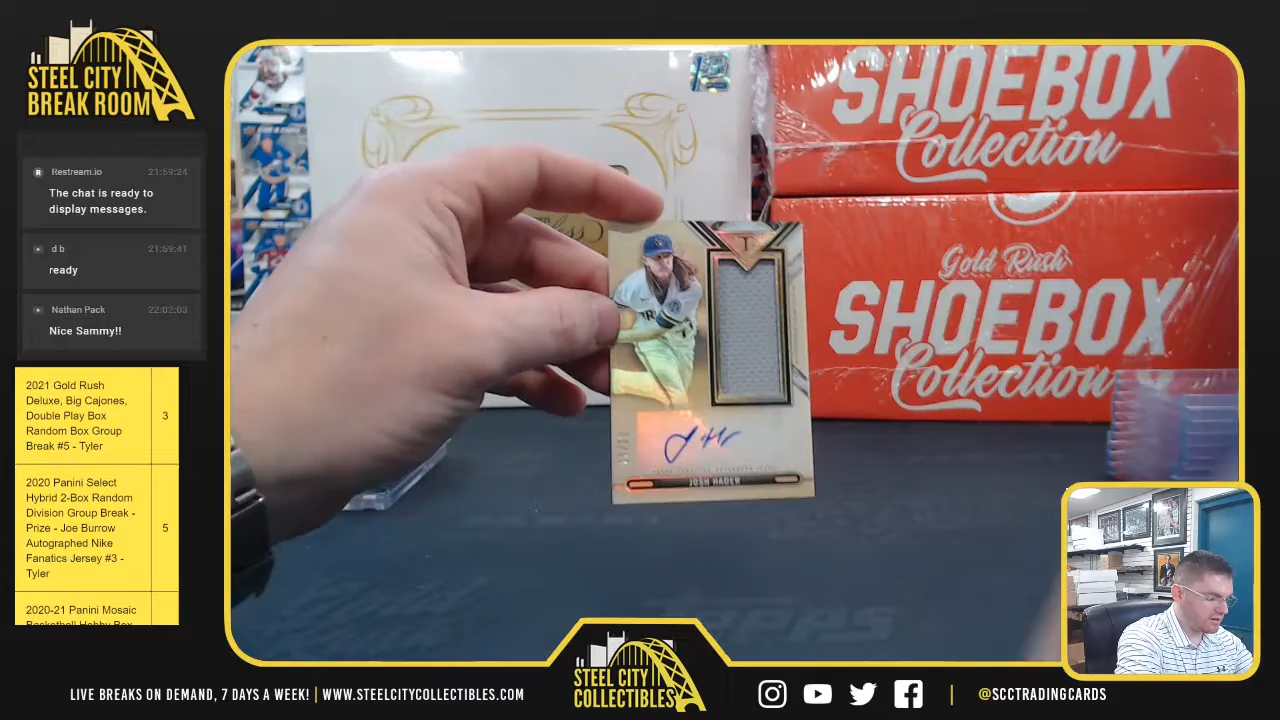 STEEL CITY
BREAK ROOM
Restream.io 21:59:24
The chat is ready to
display messages.
d b 21:59:41
ready
Nathan Pack 22:02:03
Nice Sammy!!
2021 Gold Rush
Deluxe, Big Cajones,
Double Play Box
Random Box Group
Break #5 - Tyler
3
2020 Panini Select
Hybrid 2-Box Random
Division Group Break -
Prize - Joe Burrow
Autographed Nike
Fanatics Jersey #3 -
Tyler
5
2020-21 Panini Mosaic
Basketball Hobby Box
SHOEBOX
Collection
Gold Rush
SHOEBOX
Collection
T
JOSH HADER
TOPPS
STEEL CITY
COLLECTIBLES
LIVE BREAKS ON DEMAND, 7 DAYS A WEEK! | WWW.STEELCITYCOLLECTIBLES.COM
| @SCCTRADINGCARDS